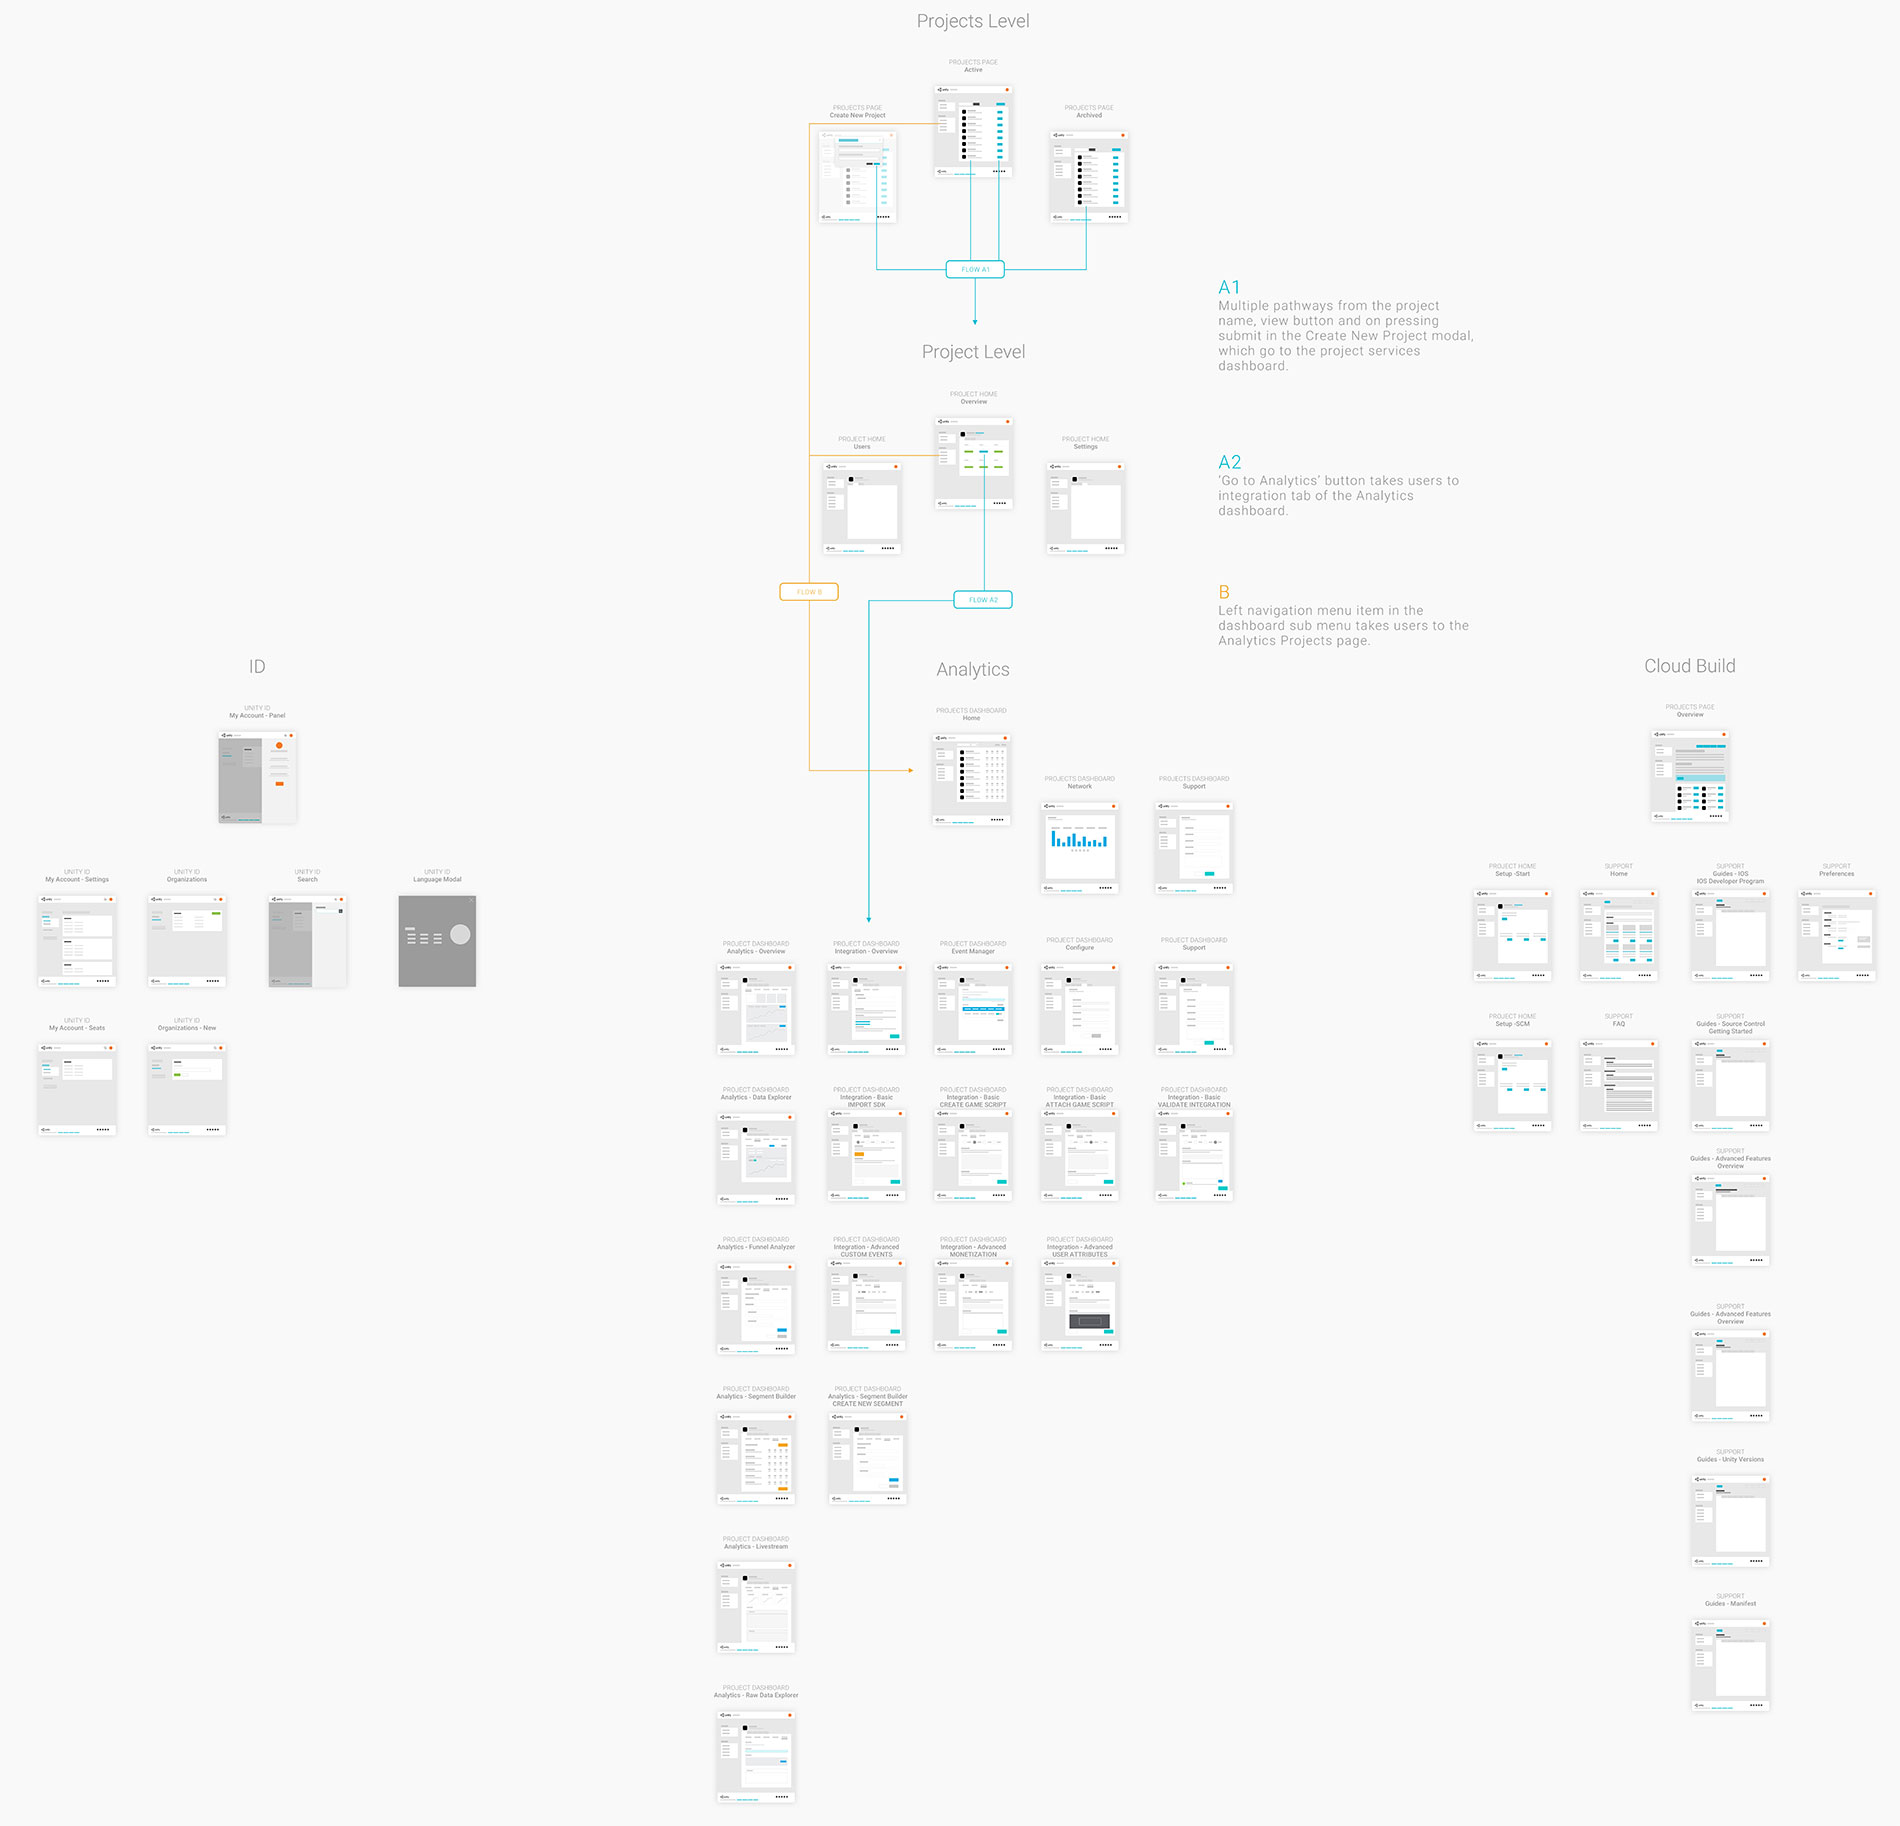 Projects Level
PROJECTS PAGE
Active
PROJECTS PAGE
Create New Project
PROJECTS PAGE
Archived
FLOW A1
A1
Multiple pathways from the project
name, view button and on pressing
submit in the Create New Project modal,
which go to the project services
dashboard.
Project Level
PROJECT HOME
Overview
PROJECT HOME
Users
PROJECT HOME
Settings
A2
'Go to Analytics' button takes users to
integration tab of the Analytics
dashboard.
FLOW B
FLOW A2
B
Left navigation menu item in the
dashboard sub menu takes users to the
Analytics Projects page.
ID
UNITY ID
My Account - Panel
UNITY ID
My Account - Settings
UNITY ID
Organizations
UNITY ID
Search
UNITY ID
Language Modal
UNITY ID
My Account - Seats
UNITY ID
Organizations - New
Analytics
PROJECTS DASHBOARD
Home
PROJECTS DASHBOARD
Network
PROJECTS DASHBOARD
Support
PROJECT DASHBOARD
Analytics - Overview
PROJECT DASHBOARD
Integration - Overview
PROJECT DASHBOARD
Event Manager
PROJECT DASHBOARD
Configure
PROJECT DASHBOARD
Support
PROJECT DASHBOARD
Analytics - Data Explorer
PROJECT DASHBOARD
Integration - Basic
IMPORT SDK
PROJECT DASHBOARD
Integration - Basic
CREATE GAME SCRIPT
PROJECT DASHBOARD
Integration - Basic
ATTACH GAME SCRIPT
PROJECT DASHBOARD
Integration - Basic
VALIDATE INTEGRATION
PROJECT DASHBOARD
Analytics - Funnel Analyzer
PROJECT DASHBOARD
Integration - Advanced
CUSTOM EVENTS
PROJECT DASHBOARD
Integration - Advanced
MONETIZATION
PROJECT DASHBOARD
Integration - Advanced
USER ATTRIBUTES
PROJECT DASHBOARD
Analytics - Segment Builder
PROJECT DASHBOARD
Analytics - Segment Builder
CREATE NEW SEGMENT
PROJECT DASHBOARD
Analytics - Livestream
PROJECT DASHBOARD
Analytics - Raw Data Explorer
Cloud Build
PROJECTS PAGE
Overview
PROJECT HOME
Setup -Start
SUPPORT
Home
SUPPORT
Guides - IOS
IOS Developer Program
SUPPORT
Preferences
PROJECT HOME
Setup -SCM
SUPPORT
FAQ
SUPPORT
Guides - Source Control
Getting Started
SUPPORT
Guides - Advanced Features
Overview
SUPPORT
Guides - Advanced Features
Overview
SUPPORT
Guides - Unity Versions
SUPPORT
Guides - Manifest